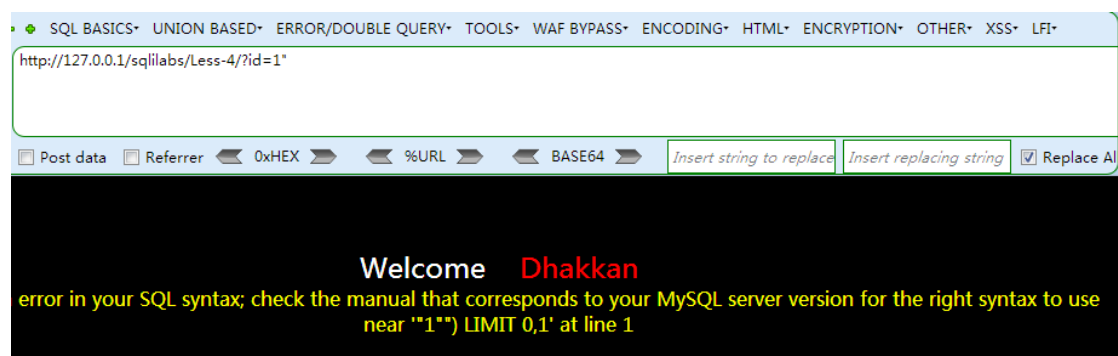 SQL BASICS▾ UNION BASED▾ ERROR/DOUBLE QUERY▾ TOOLS▾ WAF BYPASS▾ ENCODING▾ HTML▾ ENCRYPTION▾ OTHER▾ XSS▾ LFI▾
http://127.0.0.1/sqlilabs/Less-4/?id=1"
Post data Referrer 0xHEX %URL BASE64 Insert string to replace Insert replacing string Replace Al
Welcome Dhakkan
error in your SQL syntax; check the manual that corresponds to your MySQL server version for the right syntax to use
near '"1"") LIMIT 0,1' at line 1